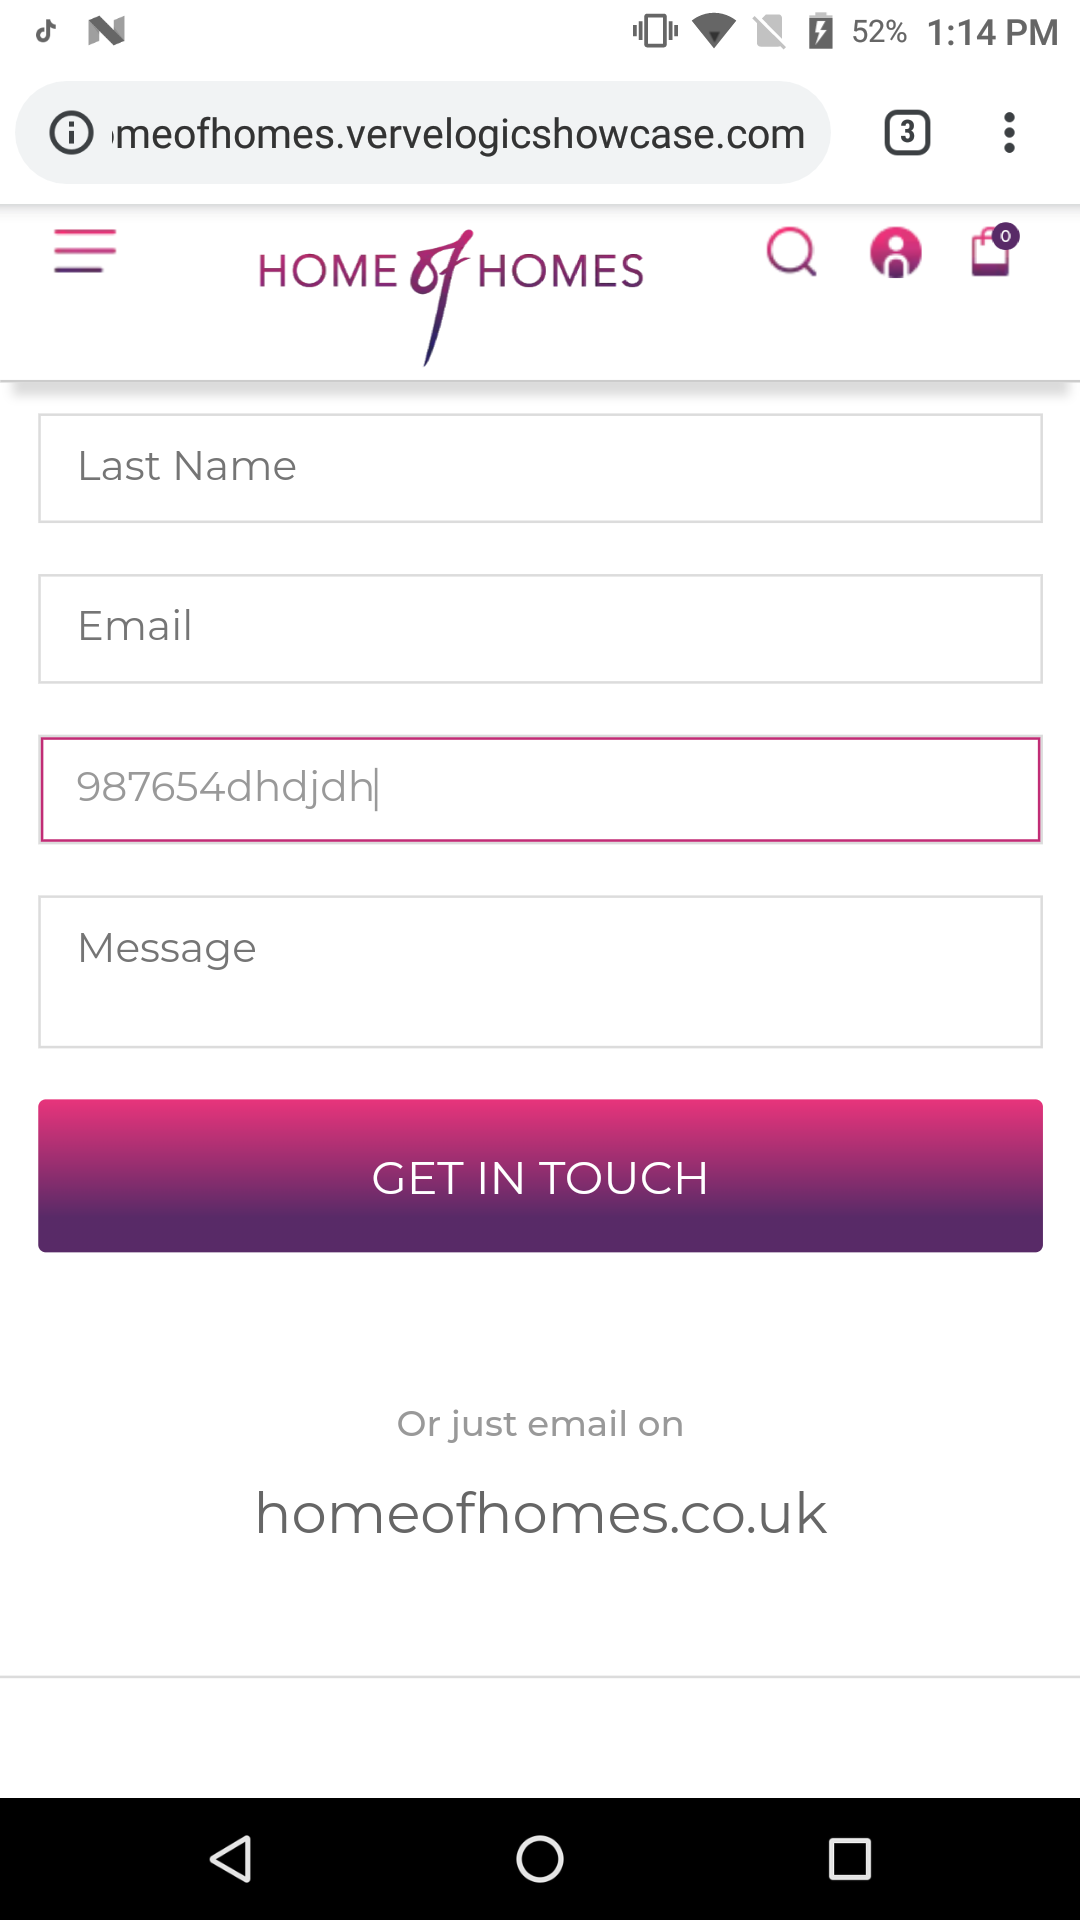 52% 1:14 PM
omeofhomes.vervelogicshowcase.com 3
HOME of HOMES 0
Last Name
Email
987654dhdjdh
Message
GET IN TOUCH
Or just email on
homeofhomes.co.uk